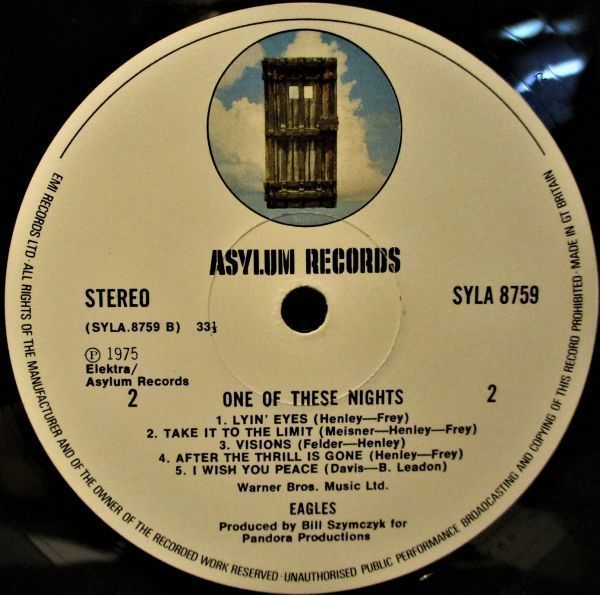 EMI RECORDS LTD · ALL RIGHTS OF THE MANUFACTURER AND OF THE OWNER OF THE RECORDED WORK RESERVED · UNAUTHORISED PUBLIC PERFORMANCE BROADCASTING AND COPYING OF THIS RECORD PROHIBITED · MADE IN GT BRITAIN
ASYLUM RECORDS
STEREO
SYLA 8759
(SYLA.8759 B) 33⅓
Ⓟ 1975
Elektra/
Asylum Records
2
ONE OF THESE NIGHTS
2
1. LYIN' EYES (Henley—Frey)
2. TAKE IT TO THE LIMIT (Meisner—Henley—Frey)
3. VISIONS (Felder—Henley)
4. AFTER THE THRILL IS GONE (Henley—Frey)
5. I WISH YOU PEACE (Davis—B. Leadon)
Warner Bros. Music Ltd.
EAGLES
Produced by Bill Szymczyk for
Pandora Productions